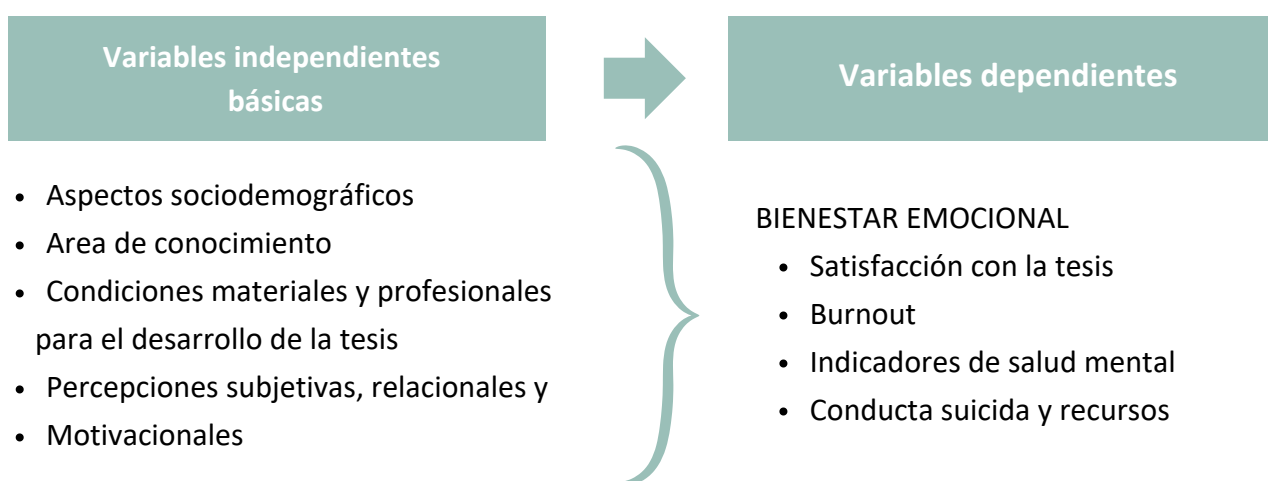 Variables independientes
básicas
Variables dependientes
• Aspectos sociodemográficos
• Area de conocimiento
• Condiciones materiales y profesionales
para el desarrollo de la tesis
• Percepciones subjetivas, relacionales y
• Motivacionales
BIENESTAR EMOCIONAL
• Satisfacción con la tesis
• Burnout
• Indicadores de salud mental
• Conducta suicida y recursos